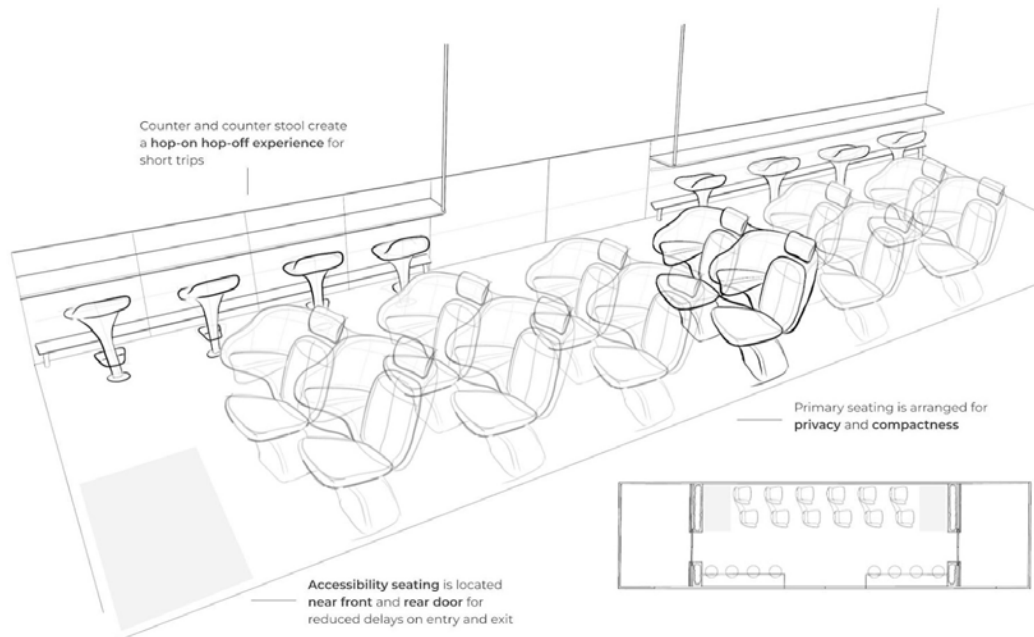 Counter and counter stool create
a hop-on hop-off experience for
short trips
Primary seating is arranged for
privacy and compactness
Accessibility seating is located
near front and rear door for
reduced delays on entry and exit